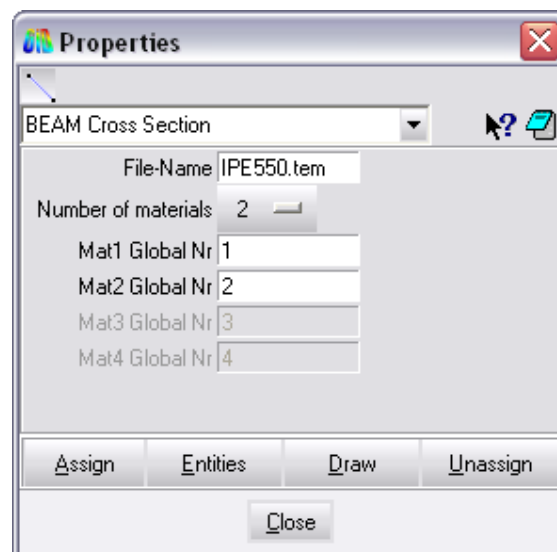 Properties
BEAM Cross Section
?
File-Name IPE550.tem
Number of materials 2
Mat1 Global Nr 1
Mat2 Global Nr 2
Mat3 Global Nr 3
Mat4 Global Nr 4
Assign Entities Draw Unassign
Close